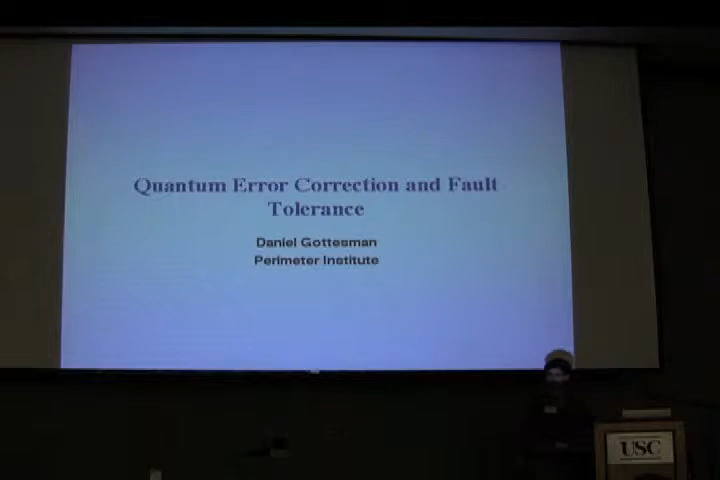 Quantum Error Correction and Fault
Tolerance
Daniel Gottesman
Perimeter Institute
USC